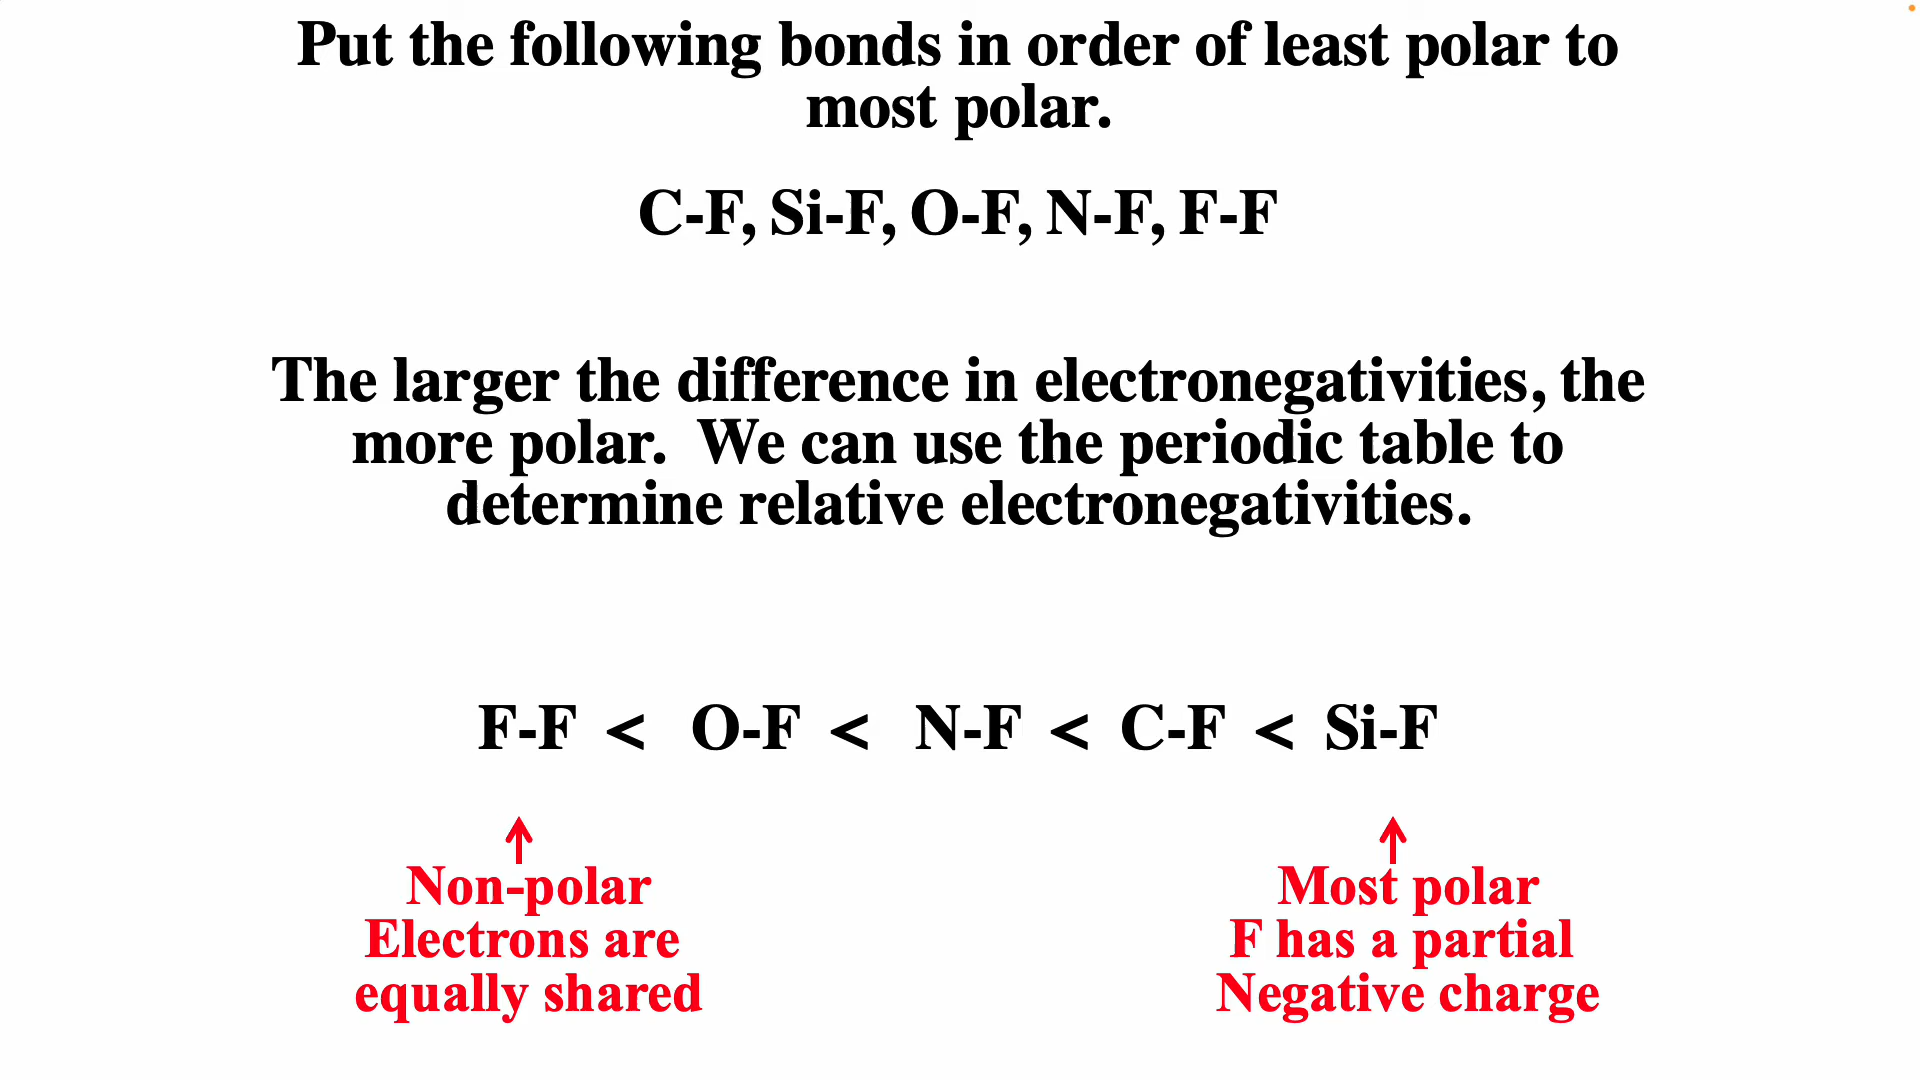 Put the following bonds in order of least polar to
most polar.
C-F, Si-F, O-F, N-F, F-F
The larger the difference in electronegativities, the
more polar.  We can use the periodic table to
determine relative electronegativities.
F-F < O-F < N-F < C-F < Si-F
Non-polar
Electrons are
equally shared
Most polar
F has a partial
Negative charge